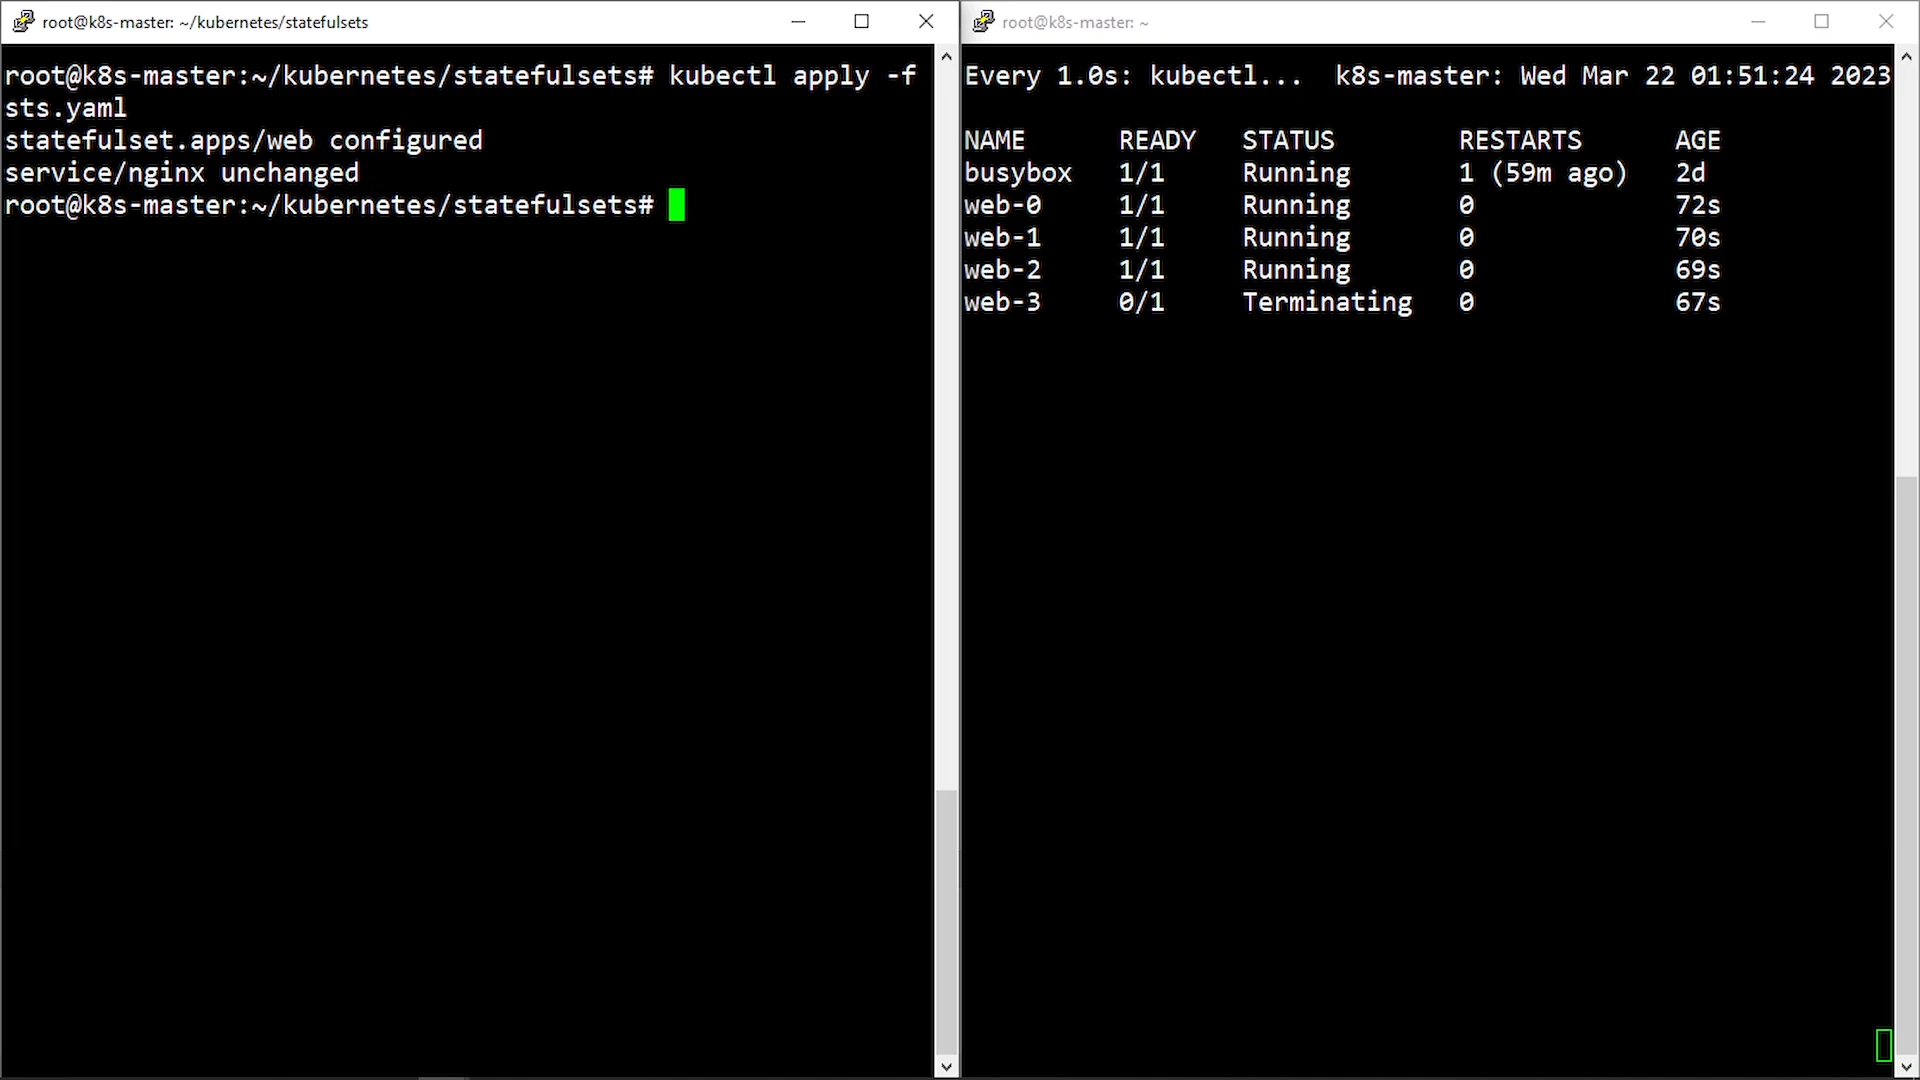 root@k8s-master: ~/kubernetes/statefulsets
root@k8s-master:~/kubernetes/statefulsets# kubectl apply -f
sts.yaml
statefulset.apps/web configured
service/nginx unchanged
root@k8s-master:~/kubernetes/statefulsets#
root@k8s-master: ~
Every 1.0s: kubectl...  k8s-master: Wed Mar 22 01:51:24 2023
NAME      READY   STATUS        RESTARTS      AGE
busybox   1/1     Running       1 (59m ago)   2d
web-0     1/1     Running       0             72s
web-1     1/1     Running       0             70s
web-2     1/1     Running       0             69s
web-3     0/1     Terminating   0             67s